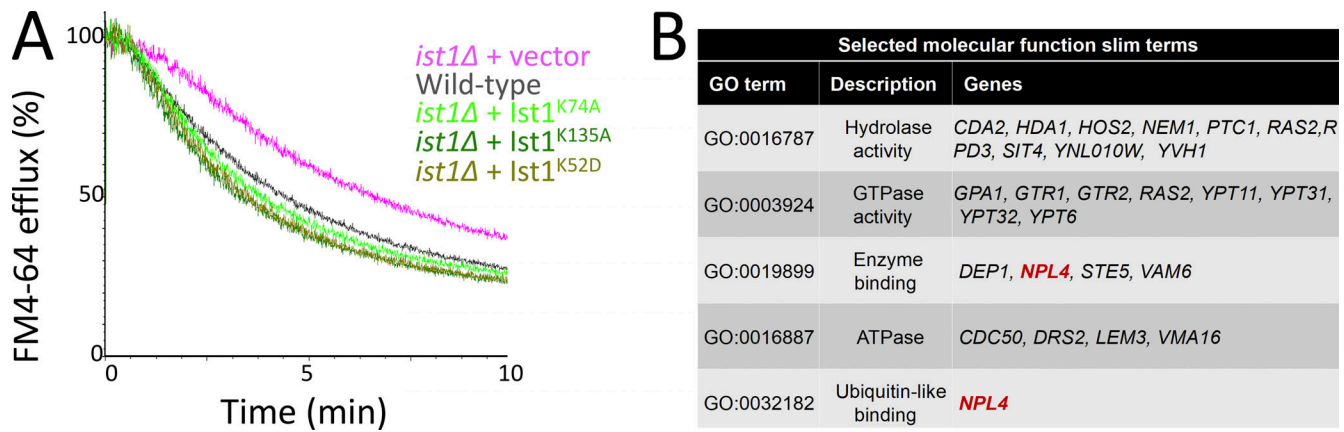 A
100
50
0
FM4-64 efflux (%)
0
5
10
Time (min)
ist1Δ + vector
Wild-type
ist1Δ + Ist1K74A
ist1Δ + Ist1K135A
ist1Δ + Ist1K52D
B
Selected molecular function slim terms
GO term Description Genes
GO:0016787 Hydrolase activity CDA2, HDA1, HOS2, NEM1, PTC1, RAS2,R
PD3, SIT4, YNL010W, YVH1
GO:0003924 GTPase activity GPA1, GTR1, GTR2, RAS2, YPT11, YPT31,
YPT32, YPT6
GO:0019899 Enzyme binding DEP1, NPL4, STE5, VAM6
GO:0016887 ATPase CDC50, DRS2, LEM3, VMA16
GO:0032182 Ubiquitin-like binding NPL4